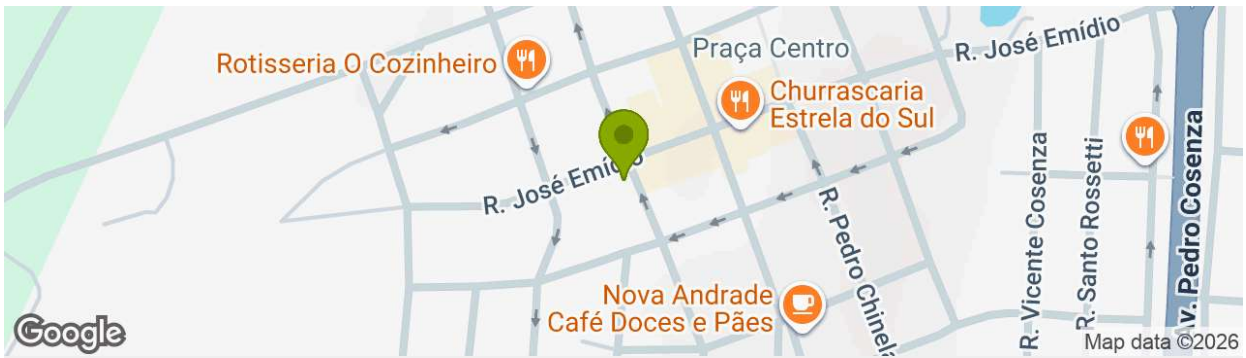 Rotisseria O Cozinheiro
Praça Centro
R. José Emídio
Churrascaria
Estrela do Sul
R. José Emídio
R. Pedro Chinela
R. Vicente Cosenza
R. Santo Rossetti
Av. Pedro Cosenza
Nova Andrade
Café Doces e Pães
Google
Map data ©2026